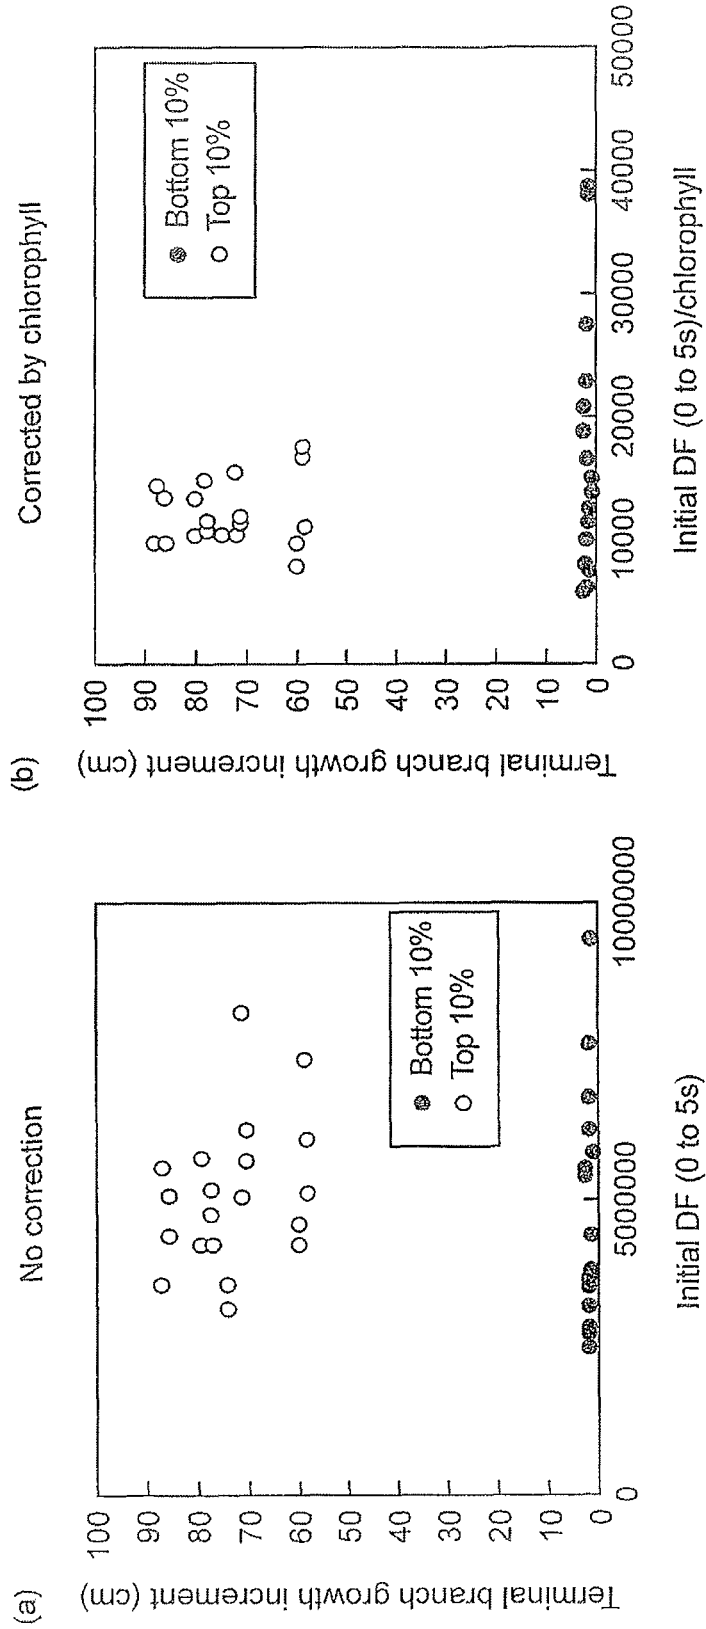 (a)
No correction
Terminal branch growth increment (cm)
100
90
80
70
60
50
40
30
20
10
0
Bottom 10%
Top 10%
0
5000000
10000000
Initial DF (0 to 5s)
(b)
Corrected by chlorophyll
Terminal branch growth increment (cm)
100
90
80
70
60
50
40
30
20
10
0
Bottom 10%
Top 10%
0
10000
20000
30000
40000
50000
Initial DF (0 to 5s)/chlorophyll